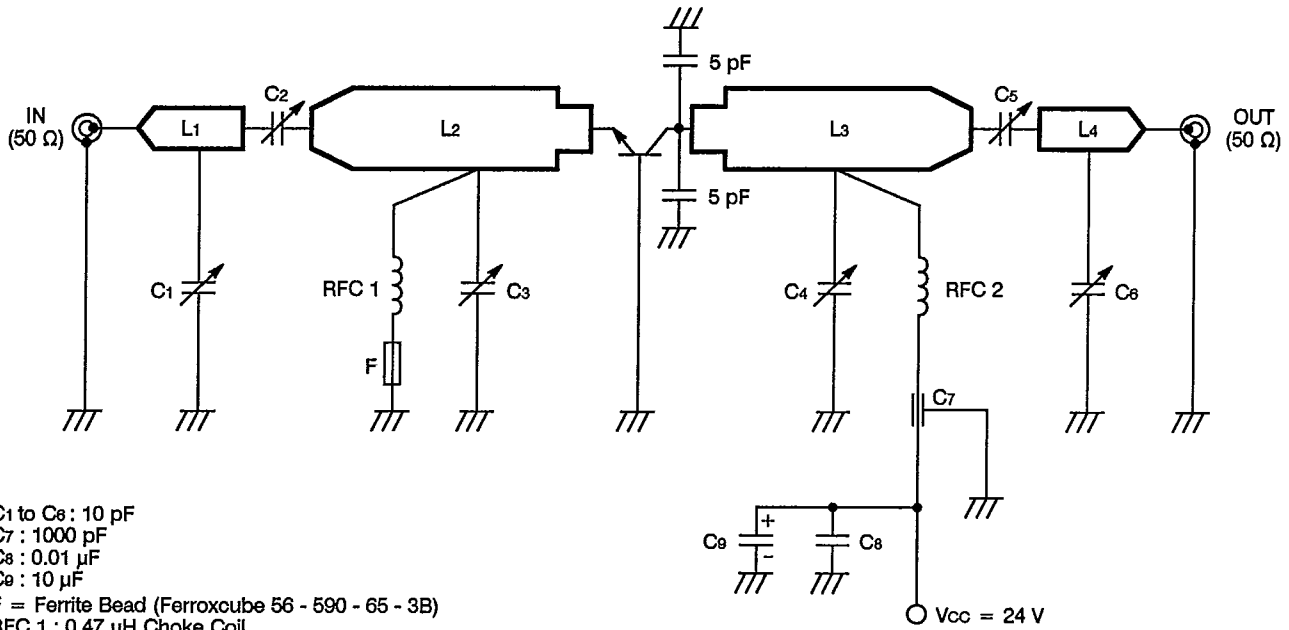 IN
(50 Ω)
L1
C2
L2
5 pF
5 pF
L3
C5
L4
OUT
(50 Ω)
C1
RFC 1
C3
F
C4
RFC 2
C6
C7
C9
+
-
C8
VCC = 24 V
C1 to C6 : 10 pF
C7 : 1000 pF
C8 : 0.01 µF
C9 : 10 µF
F = Ferrite Bead (Ferroxcube 56 - 590 - 65 - 3B)
RFC 1 : 0.47 µH Choke Coil